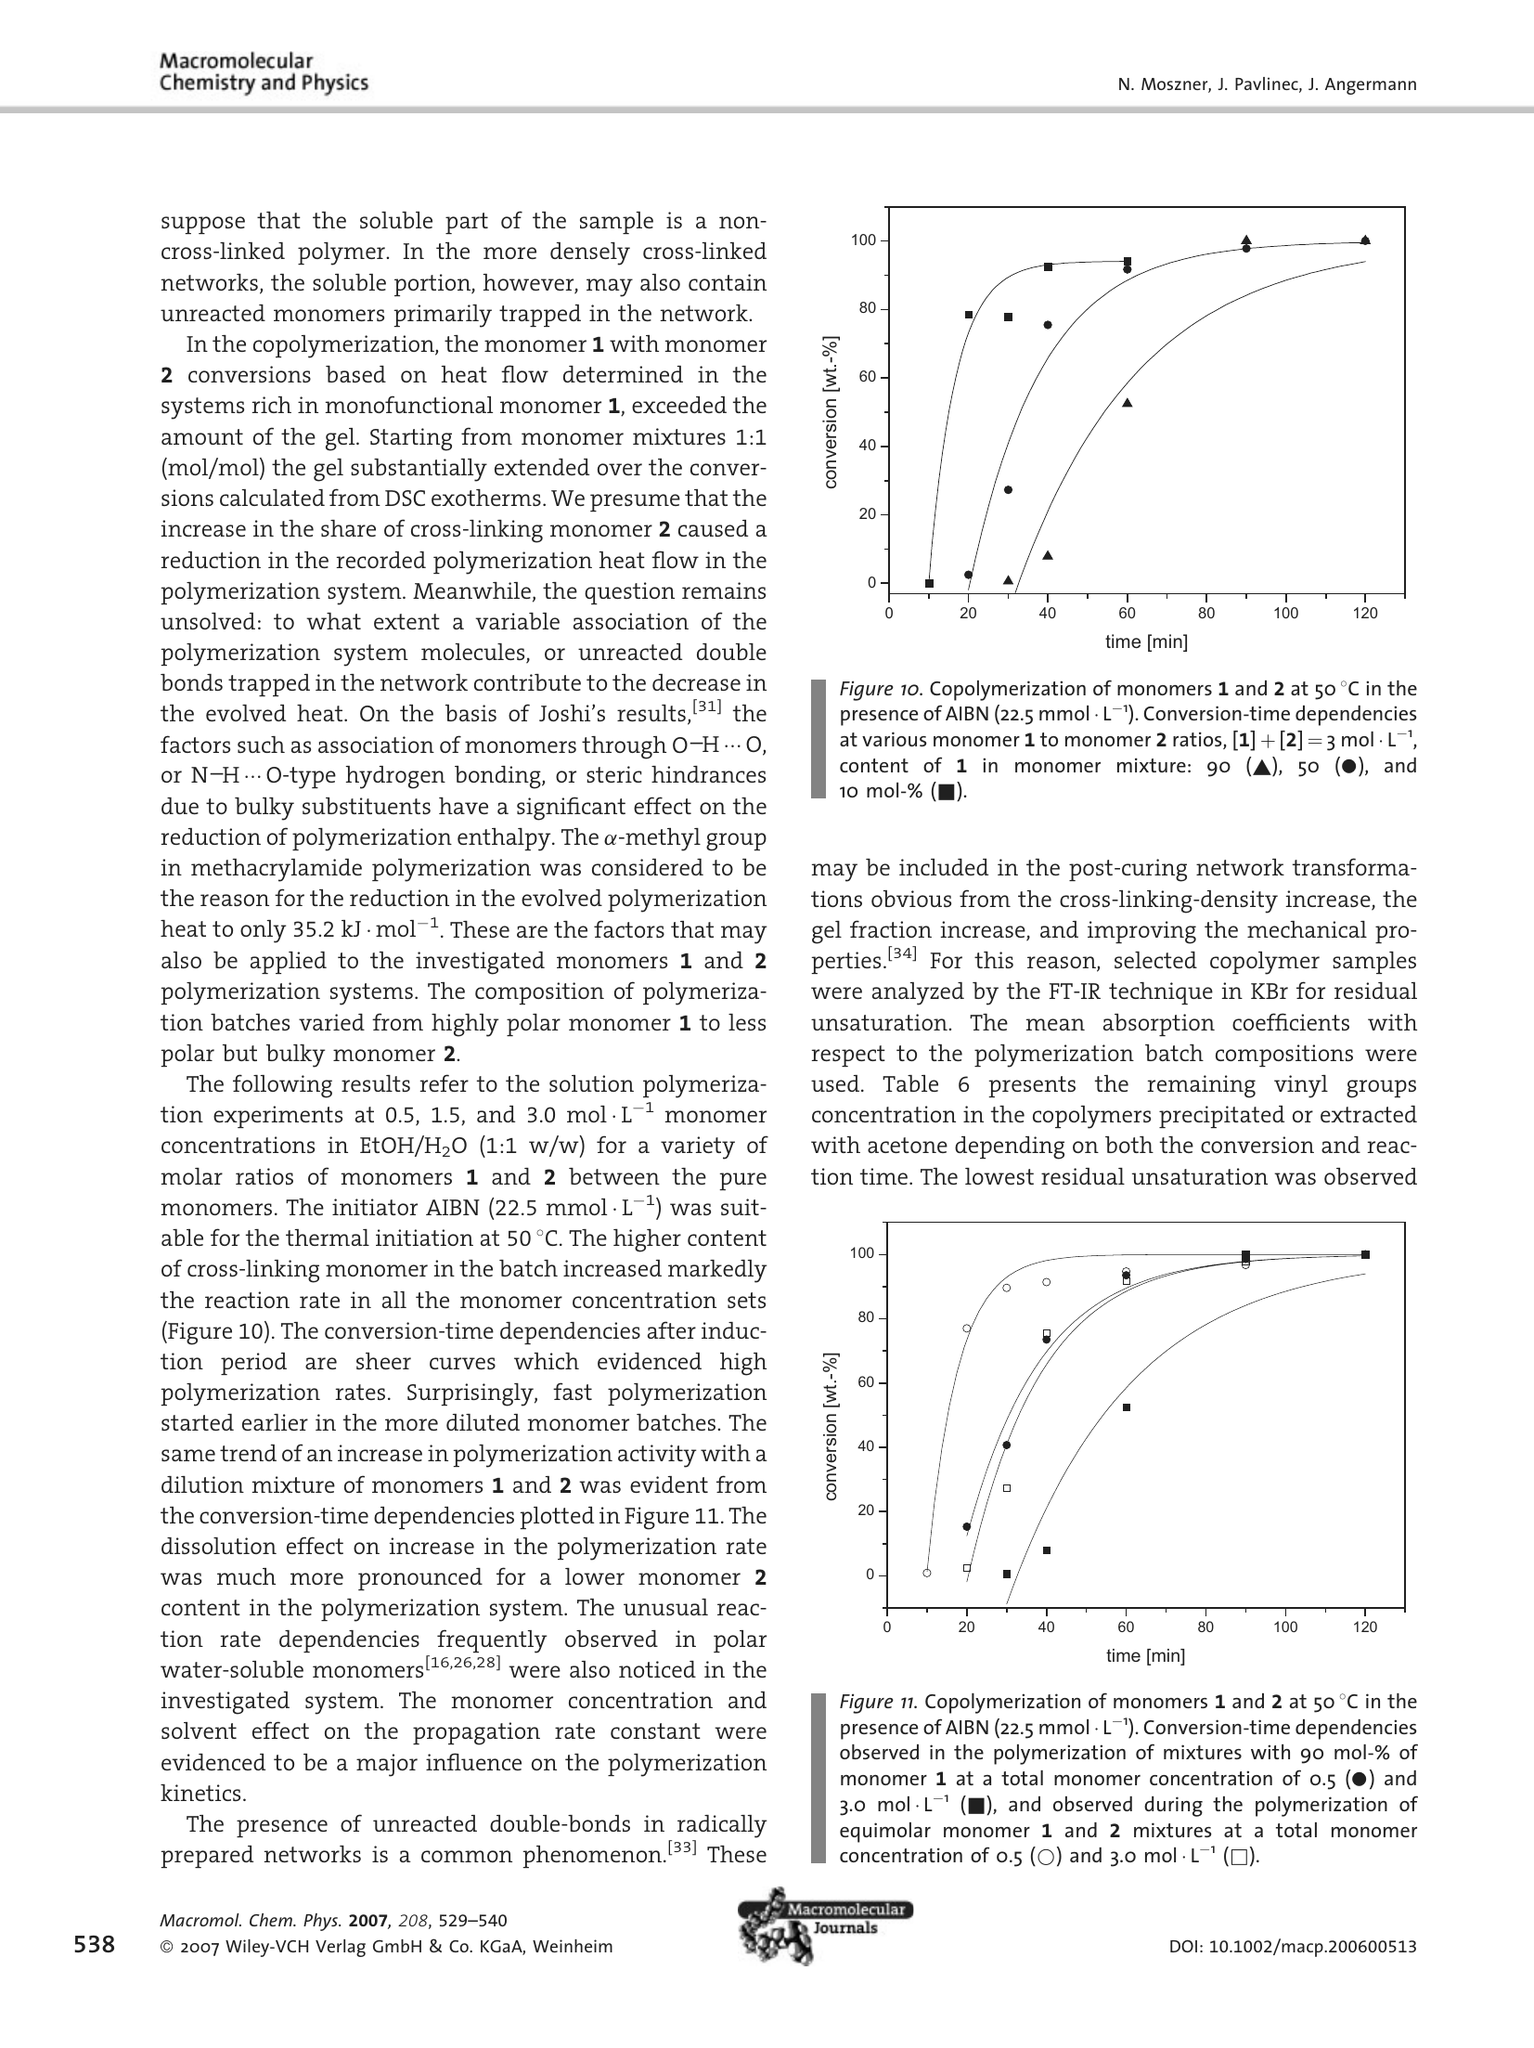 Macromolecular
Chemistry and Physics
N. Moszner, J. Pavlinec, J. Angermann
suppose that the soluble part of the sample is a non-
cross-linked polymer. In the more densely cross-linked
networks, the soluble portion, however, may also contain
unreacted monomers primarily trapped in the network.
In the copolymerization, the monomer 1 with monomer
2 conversions based on heat flow determined in the
systems rich in monofunctional monomer 1, exceeded the
amount of the gel. Starting from monomer mixtures 1:1
(mol/mol) the gel substantially extended over the conver-
sions calculated from DSC exotherms. We presume that the
increase in the share of cross-linking monomer 2 caused a
reduction in the recorded polymerization heat flow in the
polymerization system. Meanwhile, the question remains
unsolved: to what extent a variable association of the
polymerization system molecules, or unreacted double
bonds trapped in the network contribute to the decrease in
the evolved heat. On the basis of Joshi's results,[31] the
factors such as association of monomers through O–H ··· O,
or N–H ··· O-type hydrogen bonding, or steric hindrances
due to bulky substituents have a significant effect on the
reduction of polymerization enthalpy. The α-methyl group
in methacrylamide polymerization was considered to be
the reason for the reduction in the evolved polymerization
heat to only 35.2 kJ · mol⁻¹. These are the factors that may
also be applied to the investigated monomers 1 and 2
polymerization systems. The composition of polymeriza-
tion batches varied from highly polar monomer 1 to less
polar but bulky monomer 2.
The following results refer to the solution polymeriza-
tion experiments at 0.5, 1.5, and 3.0 mol · L⁻¹ monomer
concentrations in EtOH/H₂O (1:1 w/w) for a variety of
molar ratios of monomers 1 and 2 between the pure
monomers. The initiator AIBN (22.5 mmol · L⁻¹) was suit-
able for the thermal initiation at 50 °C. The higher content
of cross-linking monomer in the batch increased markedly
the reaction rate in all the monomer concentration sets
(Figure 10). The conversion-time dependencies after induc-
tion period are sheer curves which evidenced high
polymerization rates. Surprisingly, fast polymerization
started earlier in the more diluted monomer batches. The
same trend of an increase in polymerization activity with a
dilution mixture of monomers 1 and 2 was evident from
the conversion-time dependencies plotted in Figure 11. The
dissolution effect on increase in the polymerization rate
was much more pronounced for a lower monomer 2
content in the polymerization system. The unusual reac-
tion rate dependencies frequently observed in polar
water-soluble monomers[16,26,28] were also noticed in the
investigated system. The monomer concentration and
solvent effect on the propagation rate constant were
evidenced to be a major influence on the polymerization
kinetics.
The presence of unreacted double-bonds in radically
prepared networks is a common phenomenon.[33] These
100
80
60
40
20
0
conversion [wt.-%]
0 20 40 60 80 100 120
time [min]
Figure 10. Copolymerization of monomers 1 and 2 at 50 °C in the
presence of AIBN (22.5 mmol · L⁻¹). Conversion-time dependencies
at various monomer 1 to monomer 2 ratios, [1] + [2] = 3 mol · L⁻¹,
content of 1 in monomer mixture: 90 (▲), 50 (●), and
10 mol-% (■).
may be included in the post-curing network transforma-
tions obvious from the cross-linking-density increase, the
gel fraction increase, and improving the mechanical pro-
perties.[34] For this reason, selected copolymer samples
were analyzed by the FT-IR technique in KBr for residual
unsaturation. The mean absorption coefficients with
respect to the polymerization batch compositions were
used. Table 6 presents the remaining vinyl groups
concentration in the copolymers precipitated or extracted
with acetone depending on both the conversion and reac-
tion time. The lowest residual unsaturation was observed
100
80
60
40
20
0
conversion [wt.-%]
0 20 40 60 80 100 120
time [min]
Figure 11. Copolymerization of monomers 1 and 2 at 50 °C in the
presence of AIBN (22.5 mmol · L⁻¹). Conversion-time dependencies
observed in the polymerization of mixtures with 90 mol-% of
monomer 1 at a total monomer concentration of 0.5 (●) and
3.0 mol · L⁻¹ (■), and observed during the polymerization of
equimolar monomer 1 and 2 mixtures at a total monomer
concentration of 0.5 (○) and 3.0 mol · L⁻¹ (□).
Macromol. Chem. Phys. 2007, 208, 529–540
538
© 2007 Wiley-VCH Verlag GmbH & Co. KGaA, Weinheim
Macromolecular
Journals
DOI: 10.1002/macp.200600513